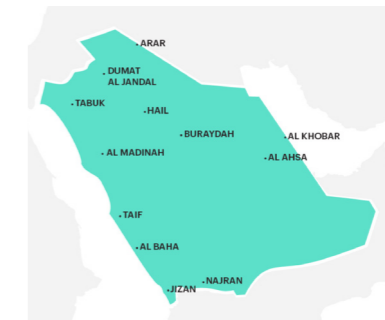 ARAR
DUMAT
AL JANDAL
TABUK
HAIL
BURAYDAH
AL KHOBAR
AL MADINAH
AL AHSA
TAIF
AL BAHA
NAJRAN
JIZAN